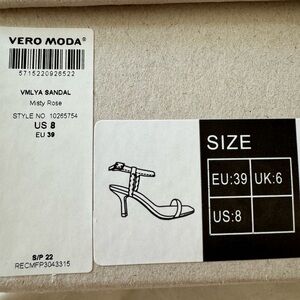 VERO MODA®
5715220926522
VMLYA SANDAL
Misty Rose
STYLE NO 10265754
US 8
EU 39
S/P 22
RECMFP3043315
SIZE
EU:39 UK:6
US:8